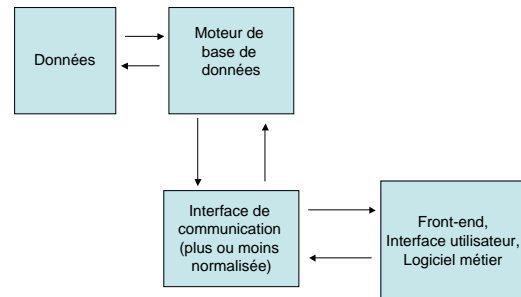 Données
Moteur de
base de
données
Interface de
communication
(plus ou moins
normalisée)
Front-end,
Interface utilisateur,
Logiciel métier